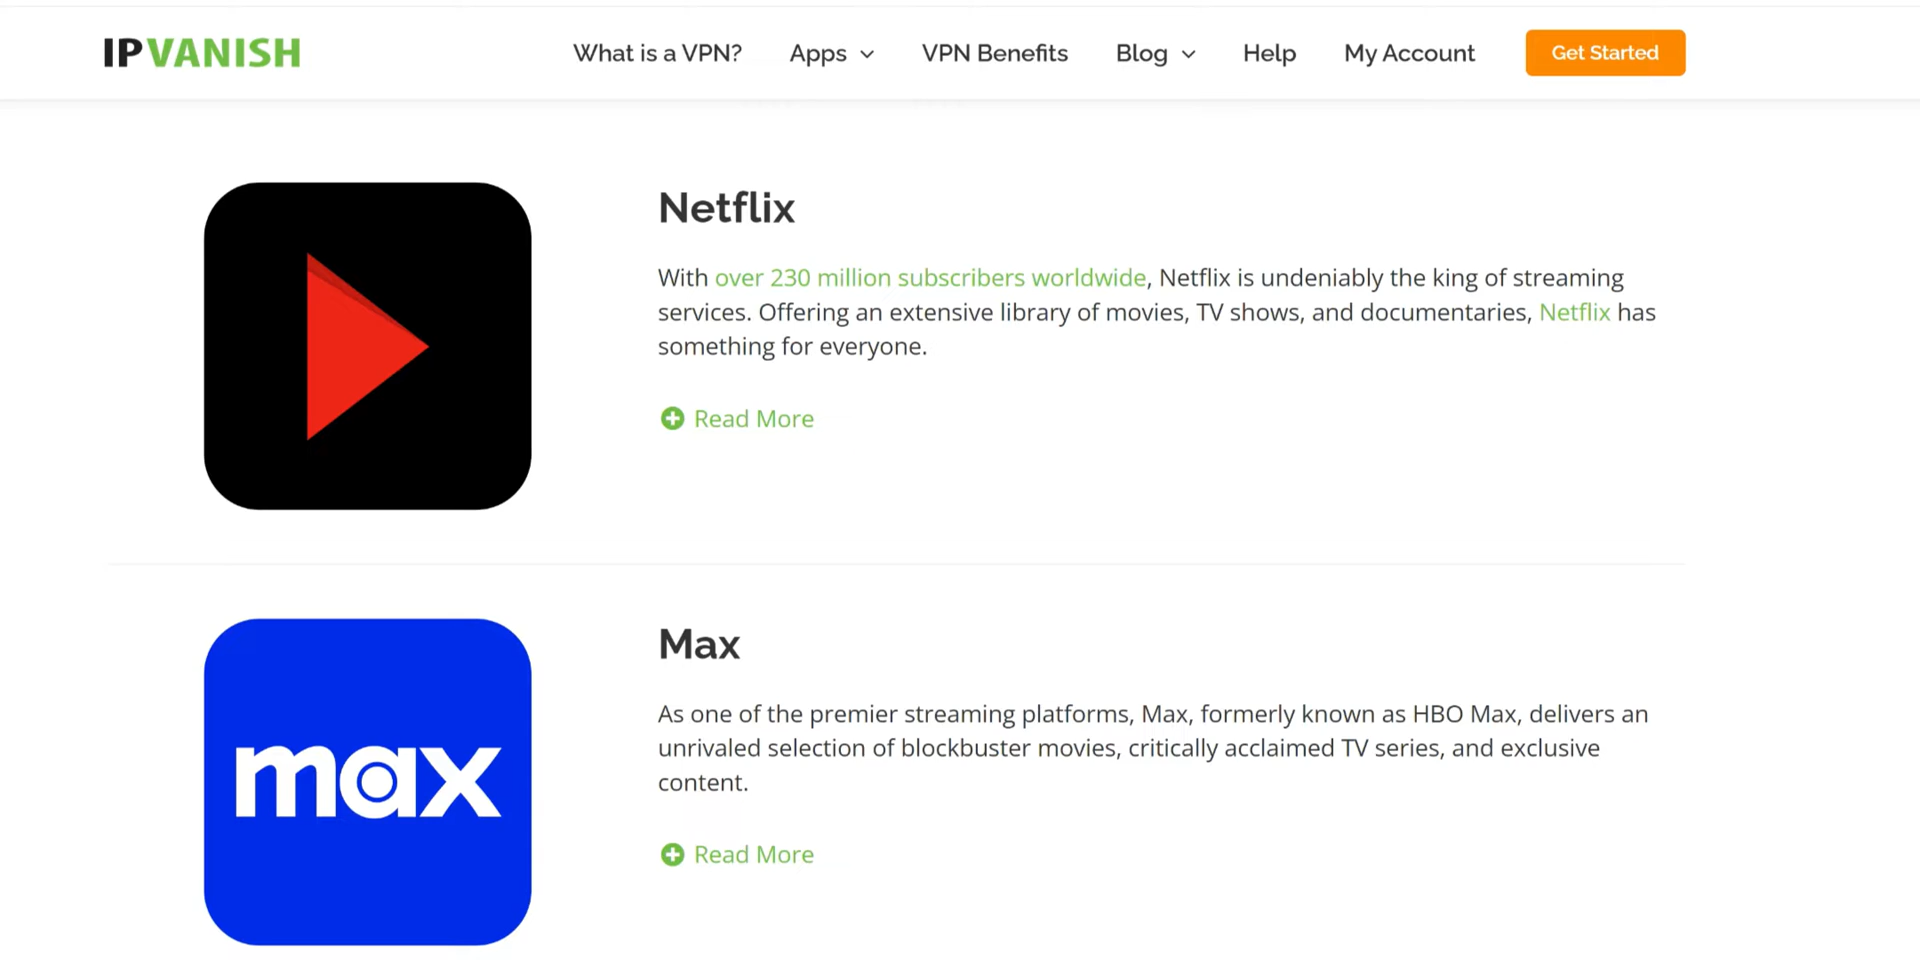 IPVANISH
What is a VPN?
Apps
VPN Benefits
Blog
Help
My Account
Get Started
Netflix
With over 230 million subscribers worldwide, Netflix is undeniably the king of streaming
services. Offering an extensive library of movies, TV shows, and documentaries, Netflix has
something for everyone.
Read More
max
Max
As one of the premier streaming platforms, Max, formerly known as HBO Max, delivers an
unrivaled selection of blockbuster movies, critically acclaimed TV series, and exclusive
content.
Read More